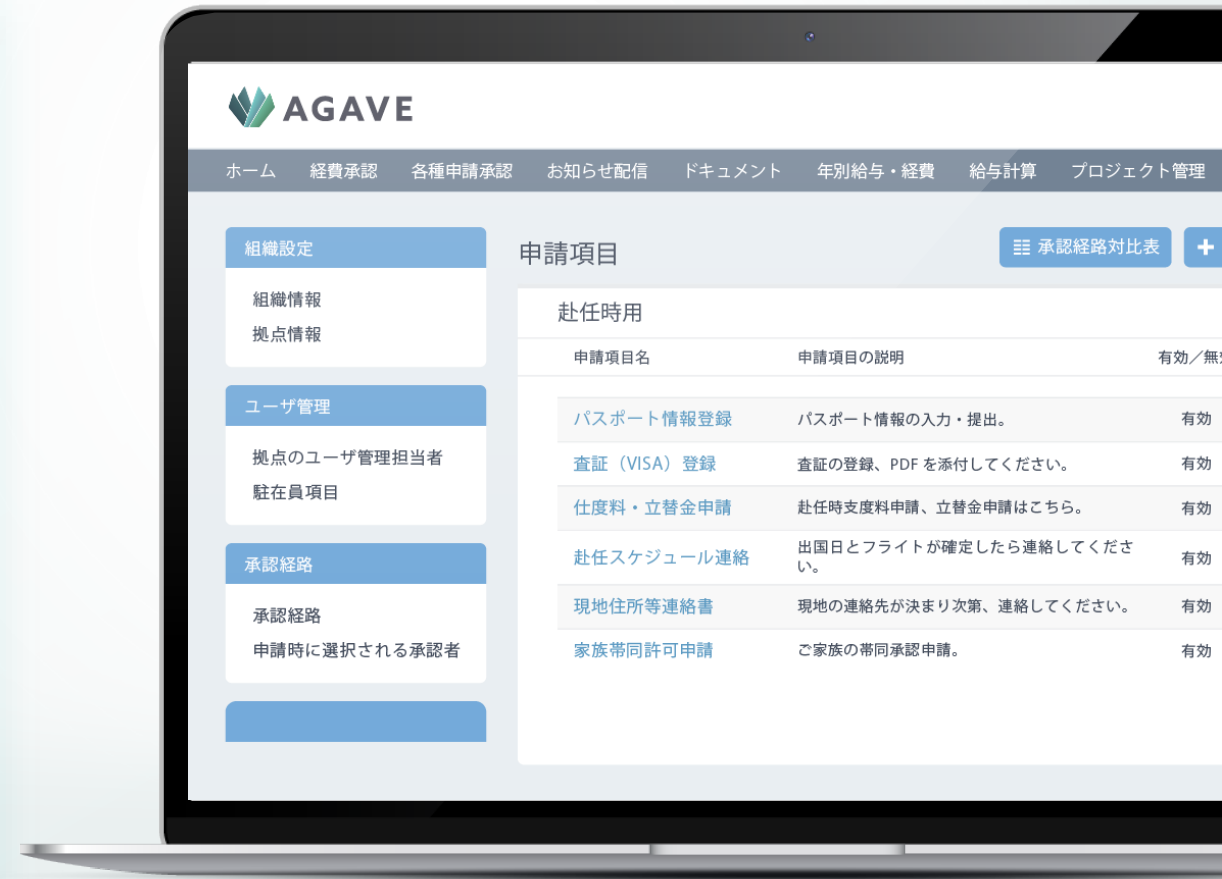 AGAVE
ホーム 経費承認 各種申請承認 お知らせ配信 ドキュメント 年別給与・経費 給与計算 プロジェクト管理
組織設定
組織情報
拠点情報
ユーザ管理
拠点のユーザ管理担当者
駐在員項目
承認経路
承認経路
申請時に選択される承認者
申請項目
承認経路対比表
赴任時用
申請項目名 申請項目の説明 有効／無効
パスポート情報登録 パスポート情報の入力・提出。 有効
査証（VISA）登録 査証の登録、PDF を添付してください。 有効
仕度料・立替金申請 赴任時支度料申請、立替金申請はこちら。 有効
赴任スケジュール連絡 出国日とフライトが確定したら連絡してくださ
い。 有効
現地住所等連絡書 現地の連絡先が決まり次第、連絡してください。 有効
家族帯同許可申請 ご家族の帯同承認申請。 有効